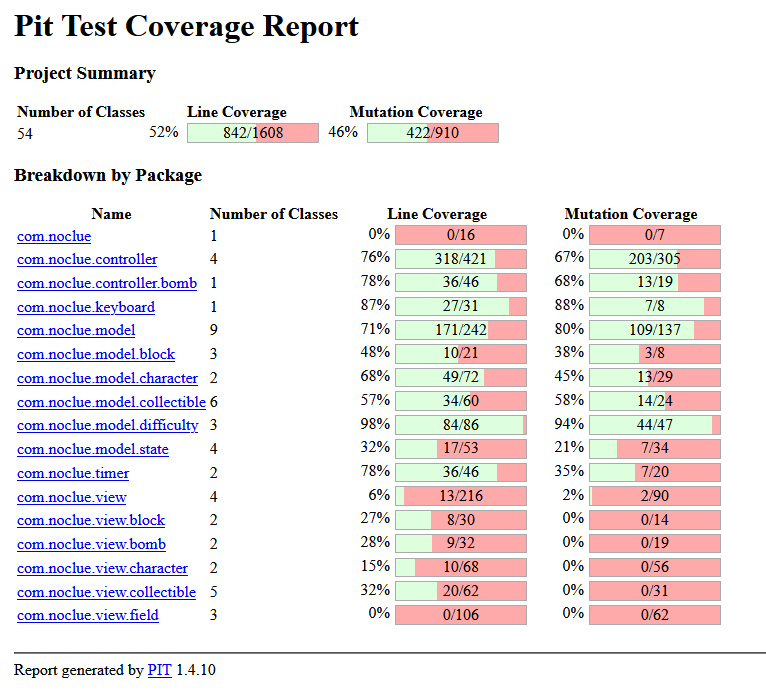 Pit Test Coverage Report
Project Summary
Number of Classes Line Coverage Mutation Coverage
54 52% 842/1608 46% 422/910
Breakdown by Package
Name Number of Classes Line Coverage Mutation Coverage
com.noclue 1 0% 0/16 0% 0/7
com.noclue.controller 4 76% 318/421 67% 203/305
com.noclue.controller.bomb 1 78% 36/46 68% 13/19
com.noclue.keyboard 1 87% 27/31 88% 7/8
com.noclue.model 9 71% 171/242 80% 109/137
com.noclue.model.block 3 48% 10/21 38% 3/8
com.noclue.model.character 2 68% 49/72 45% 13/29
com.noclue.model.collectible 6 57% 34/60 58% 14/24
com.noclue.model.difficulty 3 98% 84/86 94% 44/47
com.noclue.model.state 4 32% 17/53 21% 7/34
com.noclue.timer 2 78% 36/46 35% 7/20
com.noclue.view 4 6% 13/216 2% 2/90
com.noclue.view.block 2 27% 8/30 0% 0/14
com.noclue.view.bomb 2 28% 9/32 0% 0/19
com.noclue.view.character 2 15% 10/68 0% 0/56
com.noclue.view.collectible 5 32% 20/62 0% 0/31
com.noclue.view.field 3 0% 0/106 0% 0/62
Report generated by PIT 1.4.10